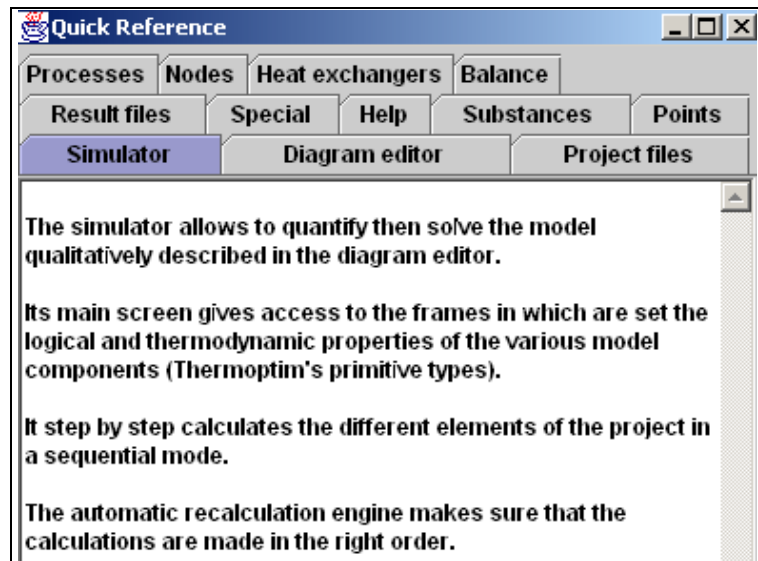 Quick Reference
Processes Nodes Heat exchangers Balance
Result files Special Help Substances Points
Simulator Diagram editor Project files
The simulator allows to quantify then solve the model
qualitatively described in the diagram editor.
Its main screen gives access to the frames in which are set the
logical and thermodynamic properties of the various model
components (Thermoptim's primitive types).
It step by step calculates the different elements of the project in
a sequential mode.
The automatic recalculation engine makes sure that the
calculations are made in the right order.